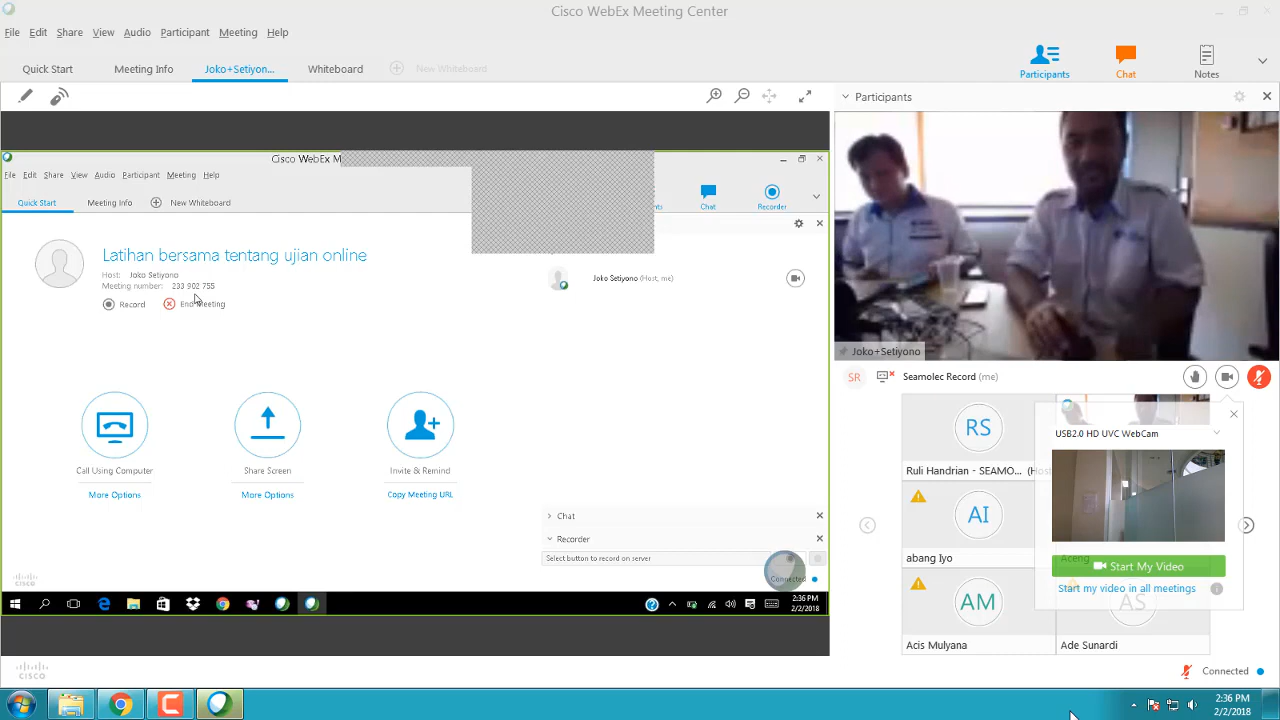 Cisco WebEx Meeting Center
File Edit Share View Audio Participant Meeting Help
Quick Start Meeting Info Joko+Setiyon... Whiteboard New Whiteboard
Participants Chat Notes
Participants
Cisco WebEx M
File Edit Share View Audio Participant Meeting Help
Quick Start Meeting Info New Whiteboard
Chat Recorder
Latihan bersama tentang ujian online
Host: Joko Setiyono
Meeting number: 233 902 755
Record End Meeting
Joko Setiyono (Host, me)
Call Using Computer Share Screen Invite & Remind
More Options More Options Copy Meeting URL
Chat
Recorder
Select button to record on server
Connected
CISCO
2:36 PM
2/2/2018
Joko+Setiyono
SR Seamolec Record (me)
RS
Ruli Handrian - SEAMO... (Host
AI
abang Iyo
Aceng
AM
Acis Mulyana
AS
Ade Sunardi
USB2.0 HD UVC WebCam
Start My Video
Start my video in all meetings
CISCO
Connected
2:36 PM
2/2/2018